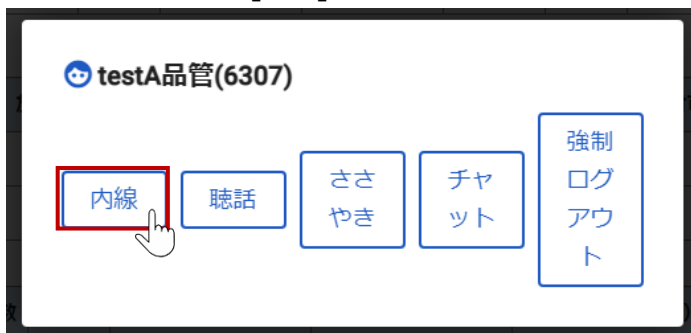 testA品管(6307)
内線
聴話
ささ
やき
チャ
ット
強制
ログ
アウ
ト